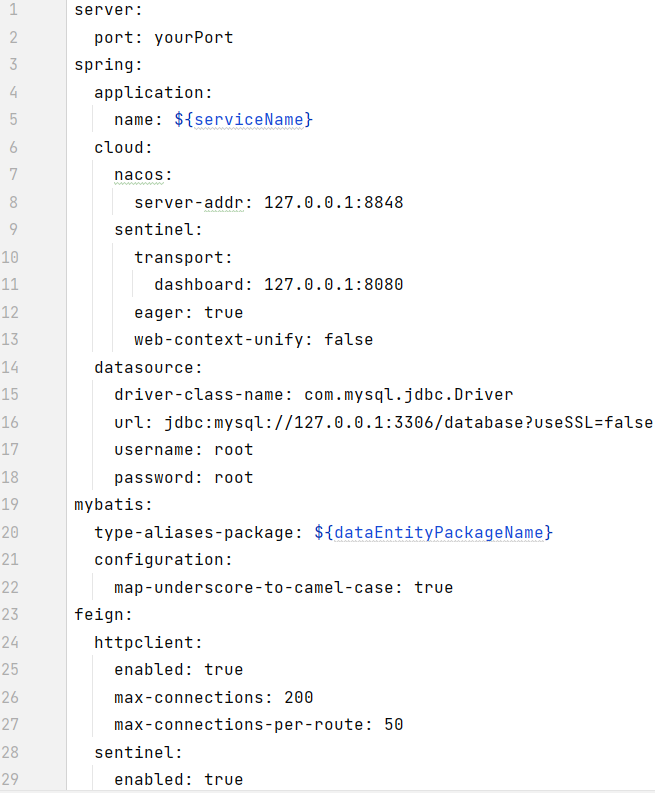 1 server:
2   port: yourPort
3 spring:
4   application:
5     name: ${serviceName}
6   cloud:
7     nacos:
8       server-addr: 127.0.0.1:8848
9     sentinel:
10       transport:
11         dashboard: 127.0.0.1:8080
12       eager: true
13       web-context-unify: false
14   datasource:
15     driver-class-name: com.mysql.jdbc.Driver
16     url: jdbc:mysql://127.0.0.1:3306/database?useSSL=false
17     username: root
18     password: root
19 mybatis:
20   type-aliases-package: ${dataEntityPackageName}
21   configuration:
22     map-underscore-to-camel-case: true
23 feign:
24   httpclient:
25     enabled: true
26     max-connections: 200
27     max-connections-per-route: 50
28   sentinel:
29     enabled: true